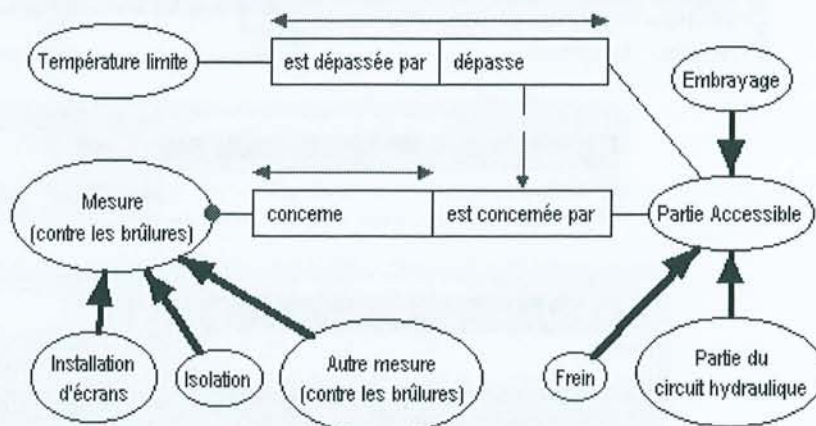 Température limite
est dépassée par
dépasse
Embrayage
Mesure
(contre les brûlures)
concerne
est concernée par
Partie Accessible
Installation
d'écrans
Isolation
Autre mesure
(contre les brûlures)
Frein
Partie du
circuit hydraulique